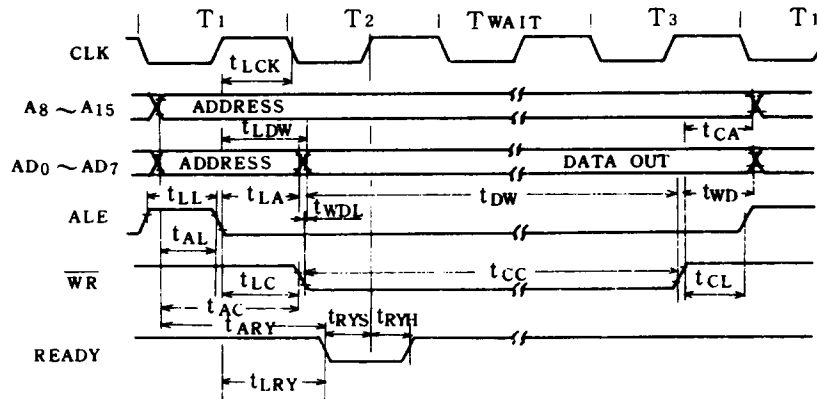 T1 T2 TWAIT T3 T1
CLK
tLCK
A8~A15 ADDRESS
tLDW tCA
AD0~AD7 ADDRESS DATA OUT
tLL tLA tDW tWD
ALE tWDL
tAL
WR tCC
tLC tCL
tAC
tARY tRYS tRYH
READY
tLRY